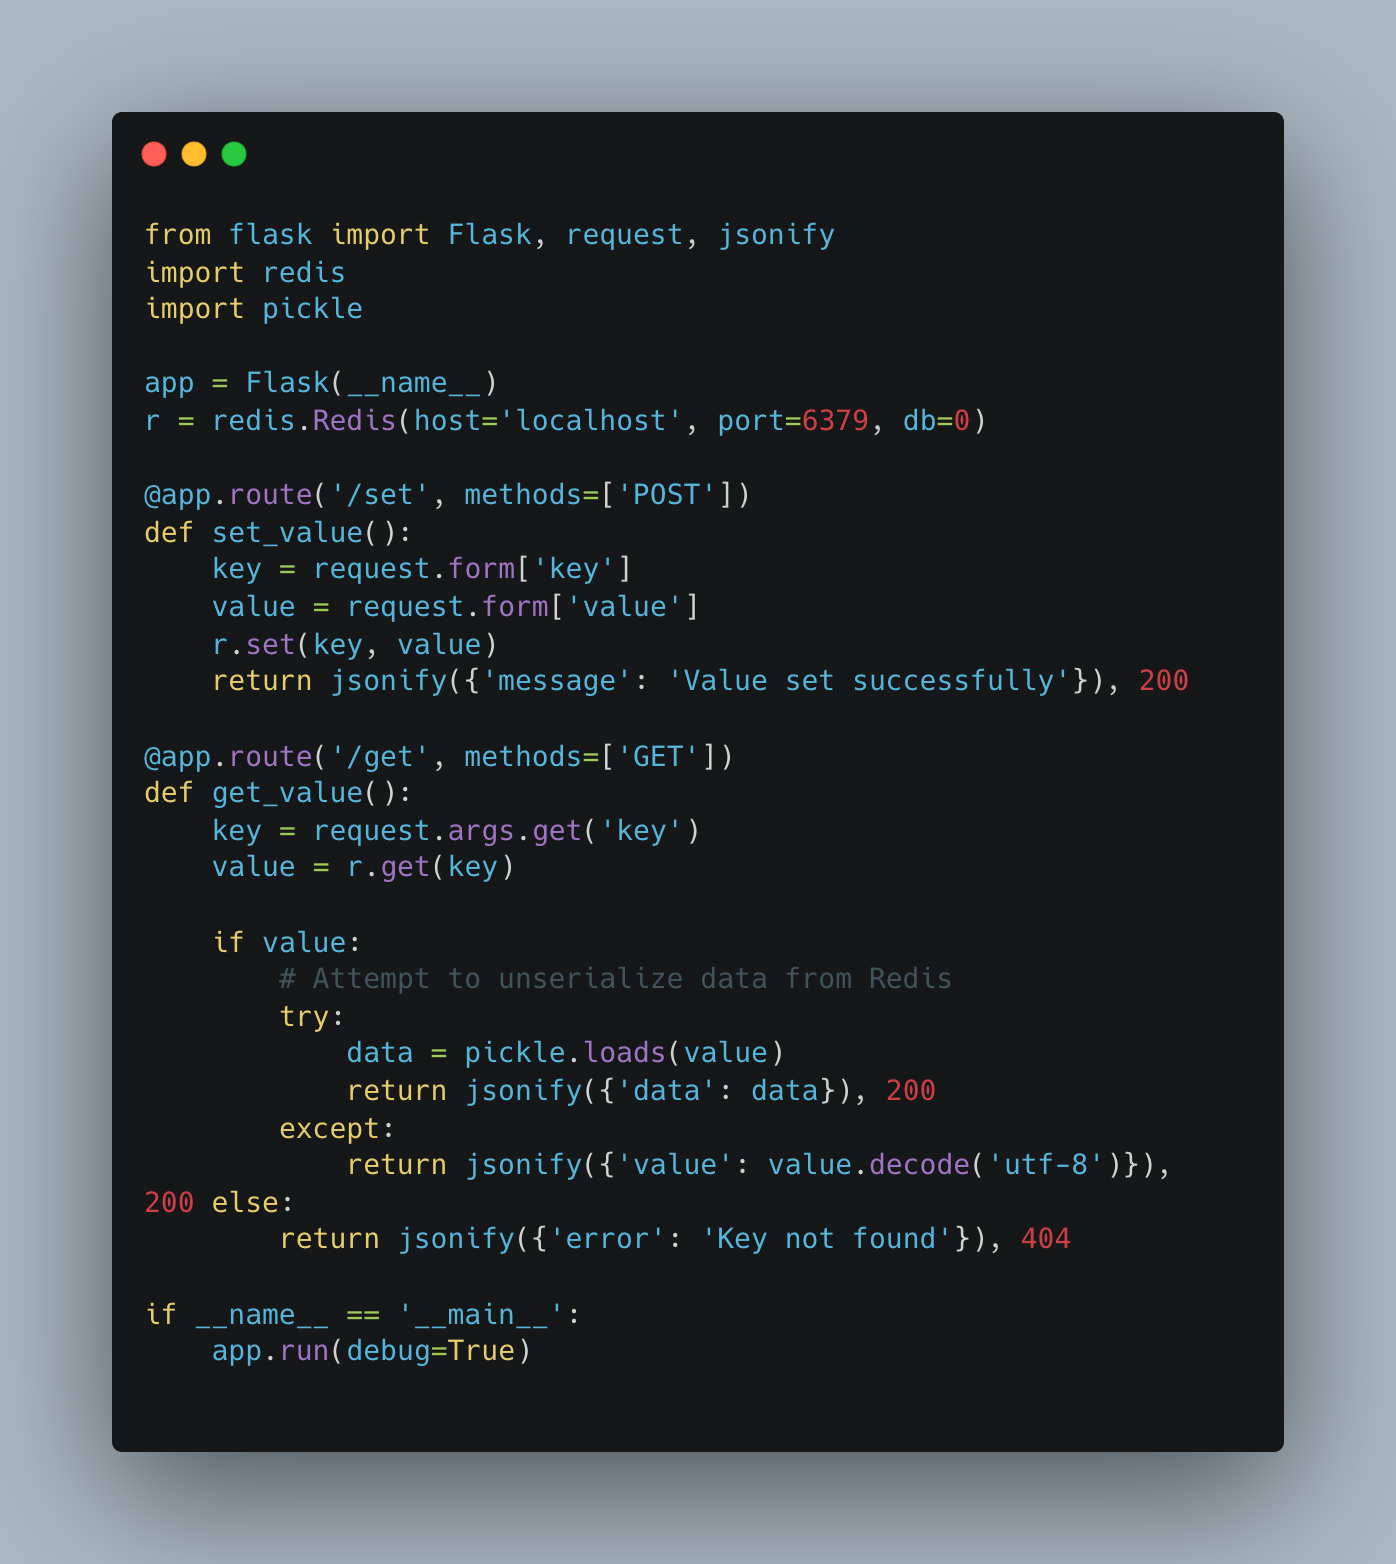 from flask import Flask, request, jsonify
import redis
import pickle

app = Flask(__name__)
r = redis.Redis(host='localhost', port=6379, db=0)

@app.route('/set', methods=['POST'])
def set_value():
    key = request.form['key']
    value = request.form['value']
    r.set(key, value)
    return jsonify({'message': 'Value set successfully'}), 200

@app.route('/get', methods=['GET'])
def get_value():
    key = request.args.get('key')
    value = r.get(key)

    if value:
        # Attempt to unserialize data from Redis
        try:
            data = pickle.loads(value)
            return jsonify({'data': data}), 200
        except:
            return jsonify({'value': value.decode('utf-8')}),
200 else:
        return jsonify({'error': 'Key not found'}), 404

if __name__ == '__main__':
    app.run(debug=True)